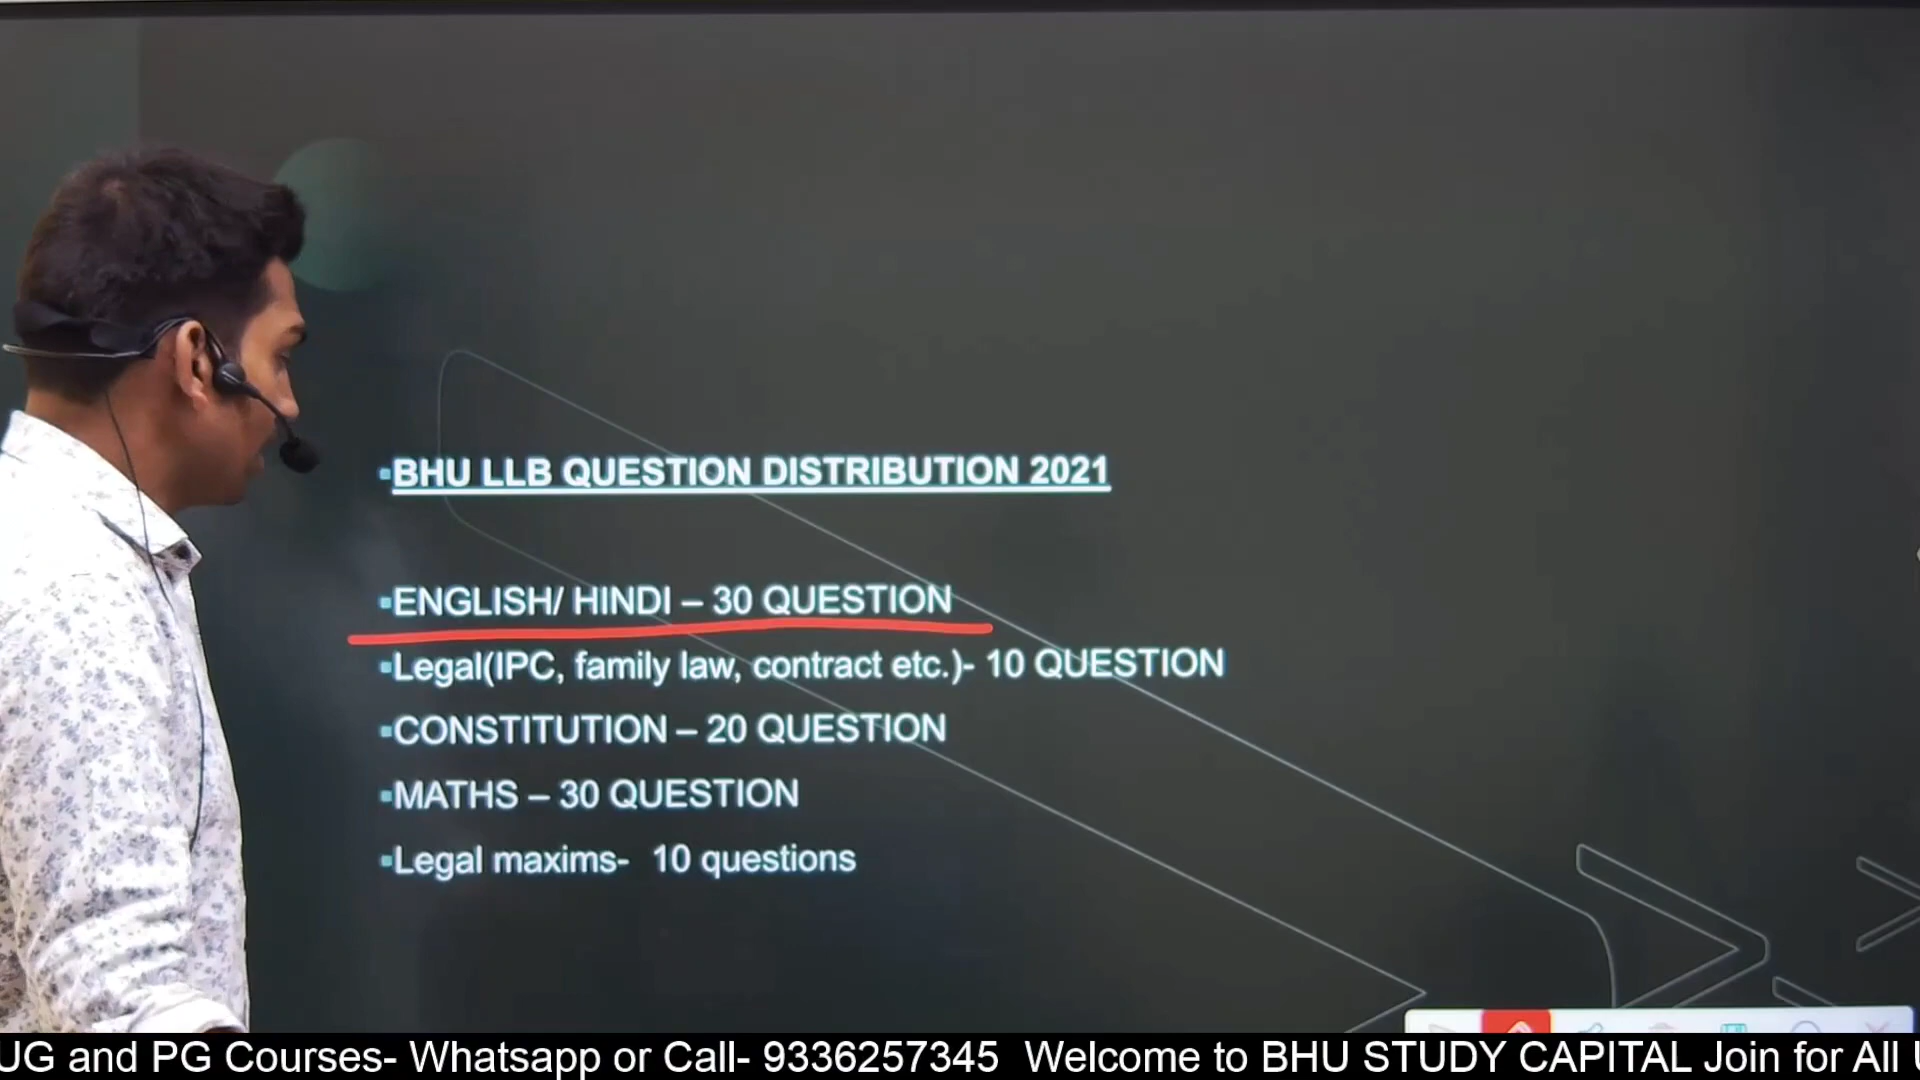 BHU LLB QUESTION DISTRIBUTION 2021
ENGLISH/ HINDI – 30 QUESTION
Legal(IPC, family law, contract etc.)- 10 QUESTION
CONSTITUTION – 20 QUESTION
MATHS – 30 QUESTION
Legal maxims- 10 questions
UG and PG Courses- Whatsapp or Call- 9336257345 Welcome to BHU STUDY CAPITAL Join for All